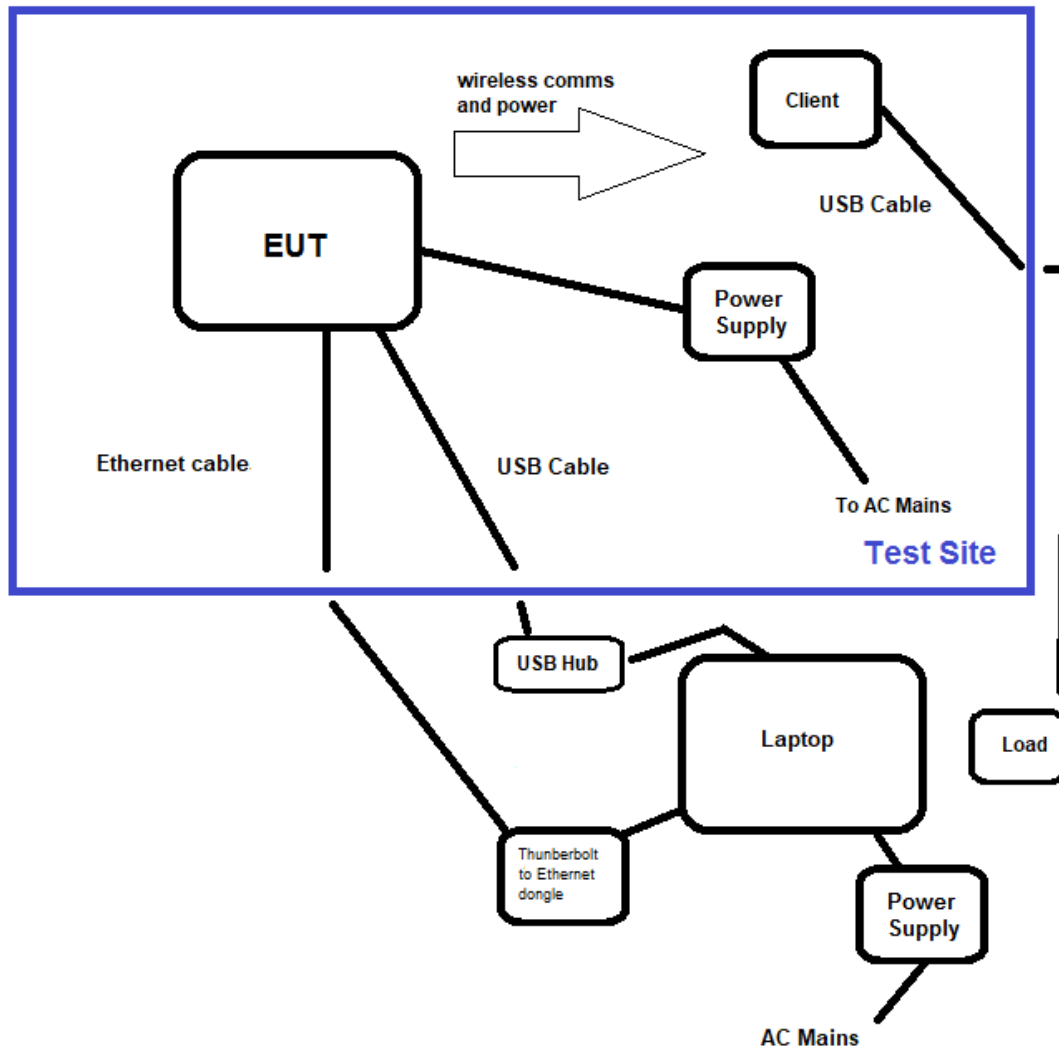 wireless comms
and power
Client
USB Cable
EUT
Power
Supply
Ethernet cable
USB Cable
To AC Mains
Test Site
USB Hub
Laptop
Load
Thunderbolt
to Ethernet
dongle
Power
Supply
AC Mains